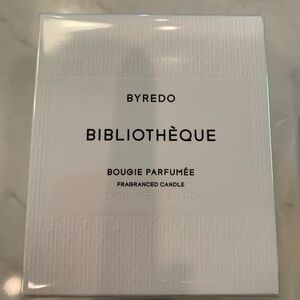 BYREDO
BIBLIOTHÈQUE
BOUGIE PARFUMÉE
FRAGRANCED CANDLE